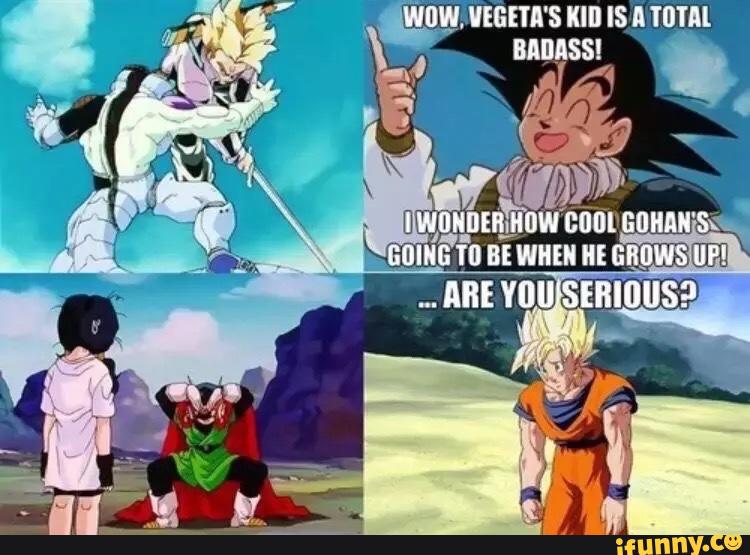 WOW, VEGETA'S KID IS A TOTAL
BADASS!
I WONDER HOW COOL GOHAN'S
GOING TO BE WHEN HE GROWS UP!
... ARE YOU SERIOUS?
ifunny.co